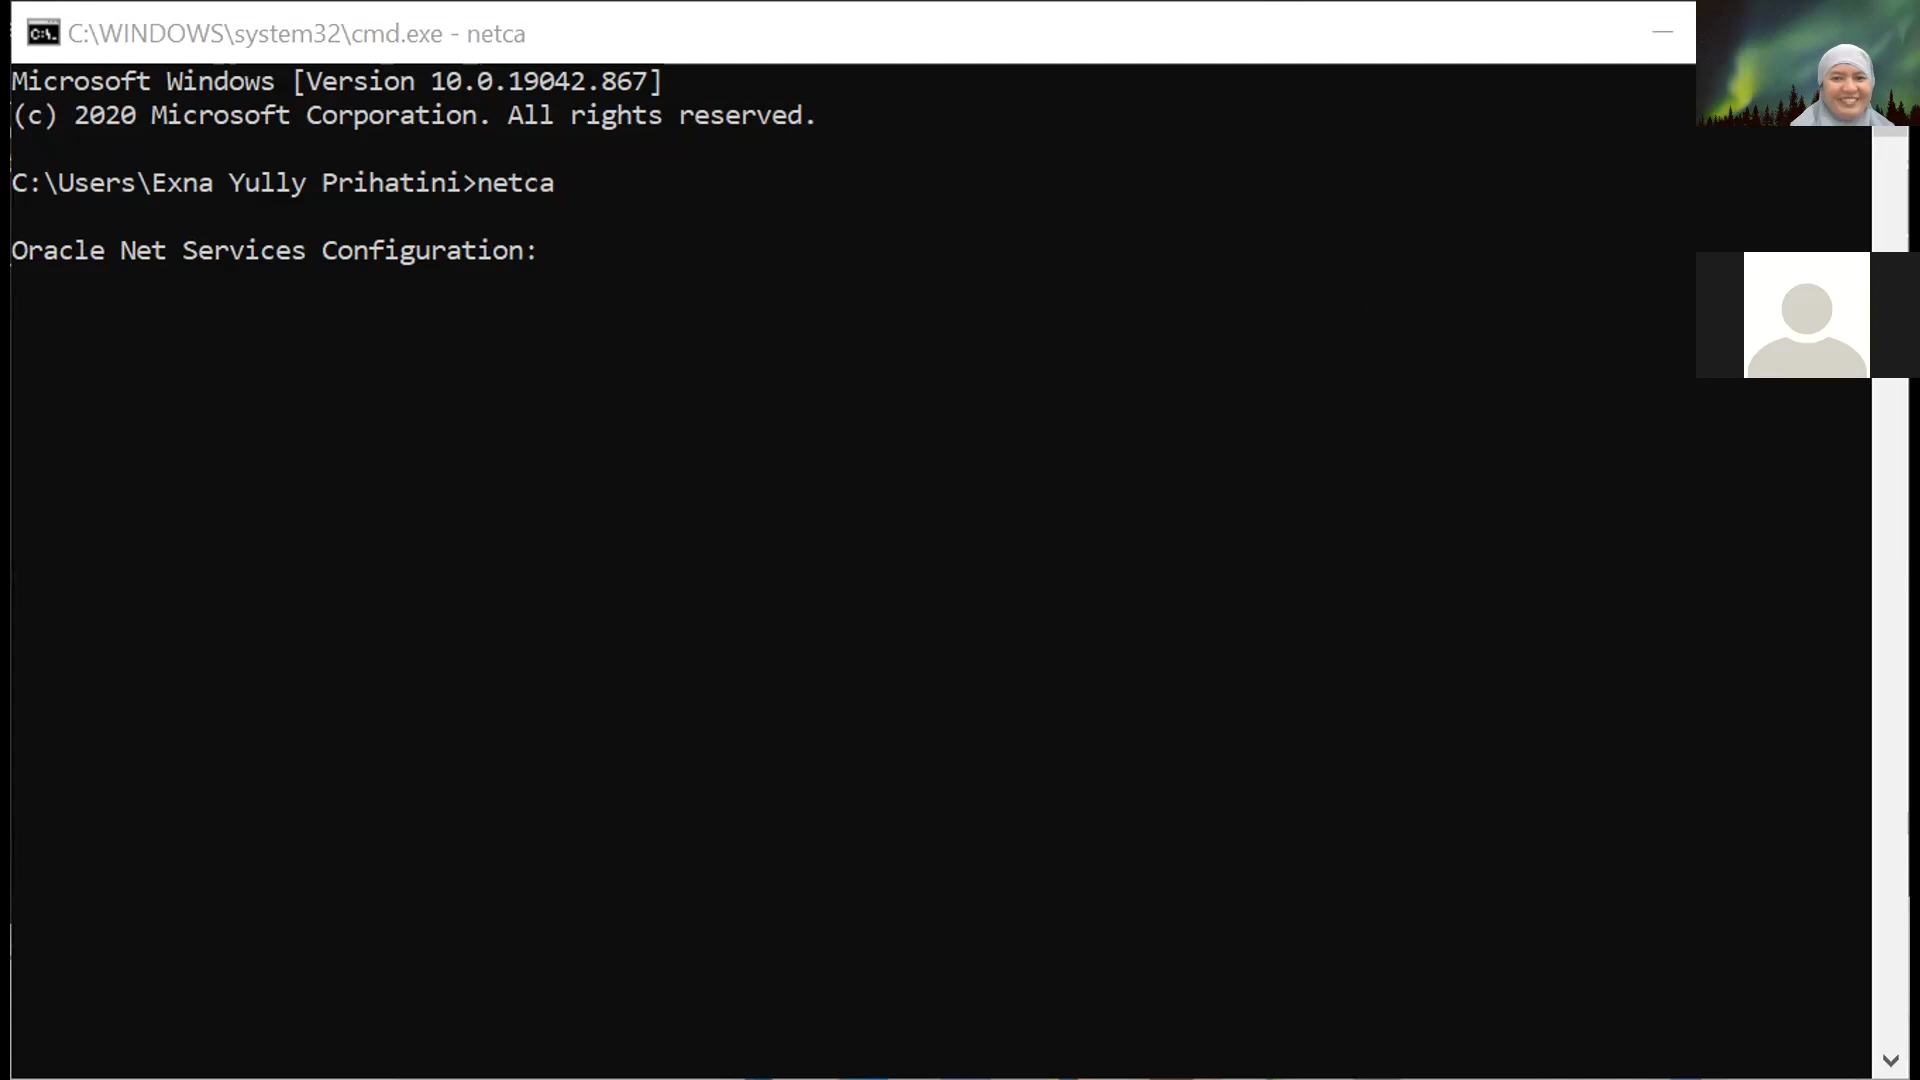 C:\WINDOWS\system32\cmd.exe - netca
Microsoft Windows [Version 10.0.19042.867]
(c) 2020 Microsoft Corporation. All rights reserved.
C:\Users\Exna Yully Prihatini>netca
Oracle Net Services Configuration: